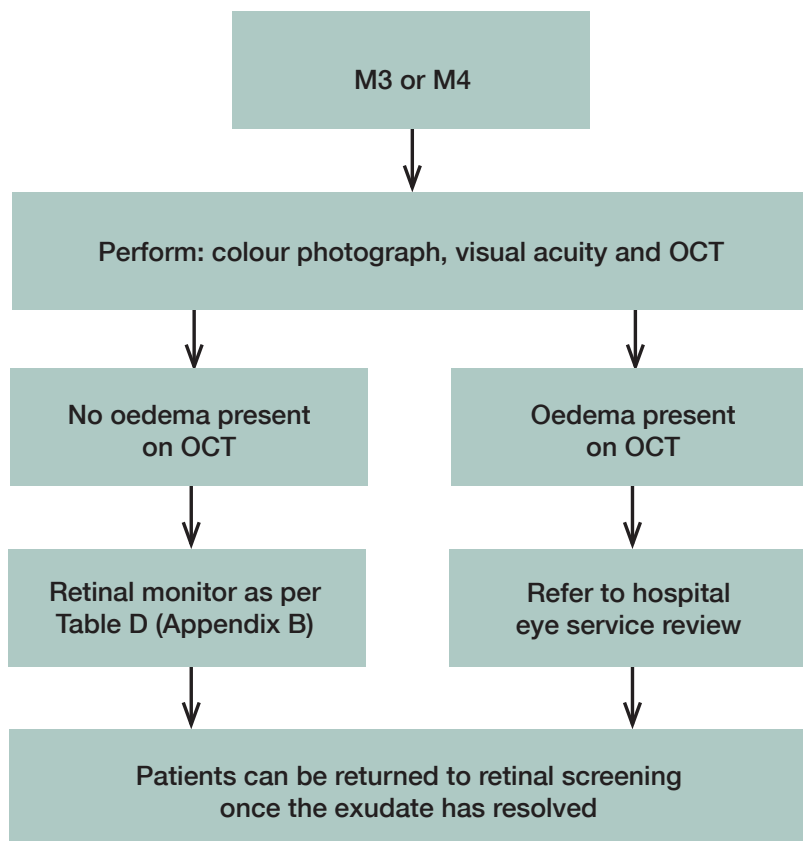 M3 or M4
Perform: colour photograph, visual acuity and OCT
No oedema present
on OCT
Oedema present
on OCT
Retinal monitor as per
Table D (Appendix B)
Refer to hospital
eye service review
Patients can be returned to retinal screening
once the exudate has resolved